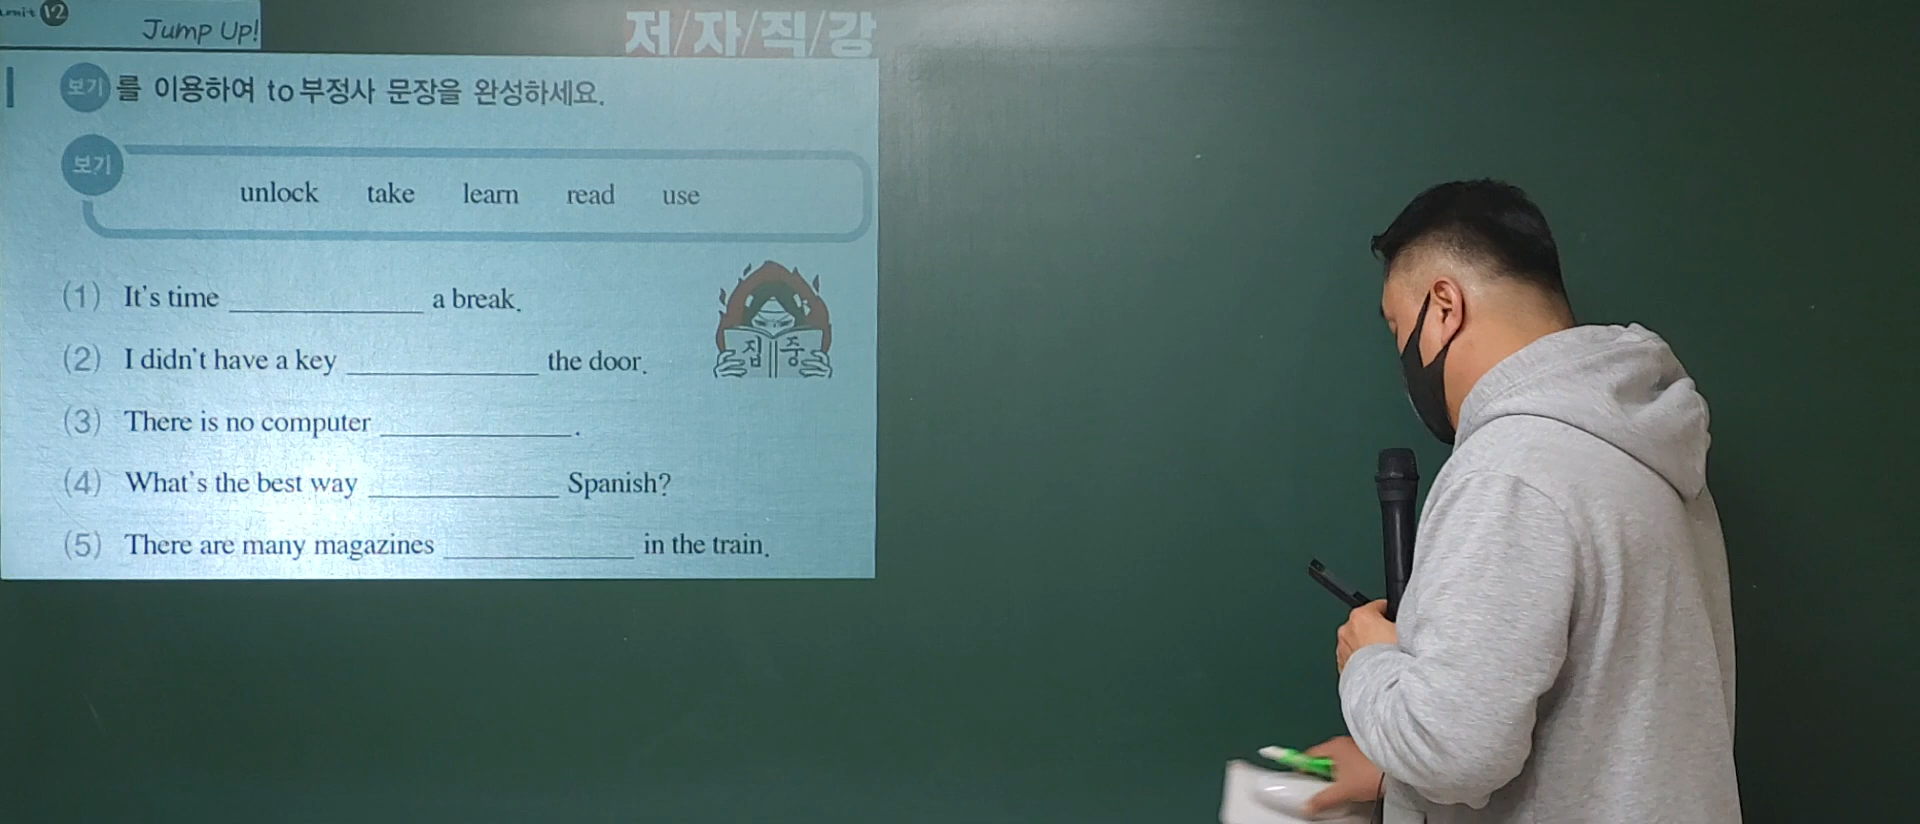 unit 12
Jump Up!
저/자/직/강
보기 를 이용하여 to부정사 문장을 완성하세요.
보기
unlock take learn read use
(1) It's time ____________ a break.
(2) I didn't have a key ____________ the door.
집 중
(3) There is no computer ____________.
(4) What's the best way ____________ Spanish?
(5) There are many magazines ____________ in the train.